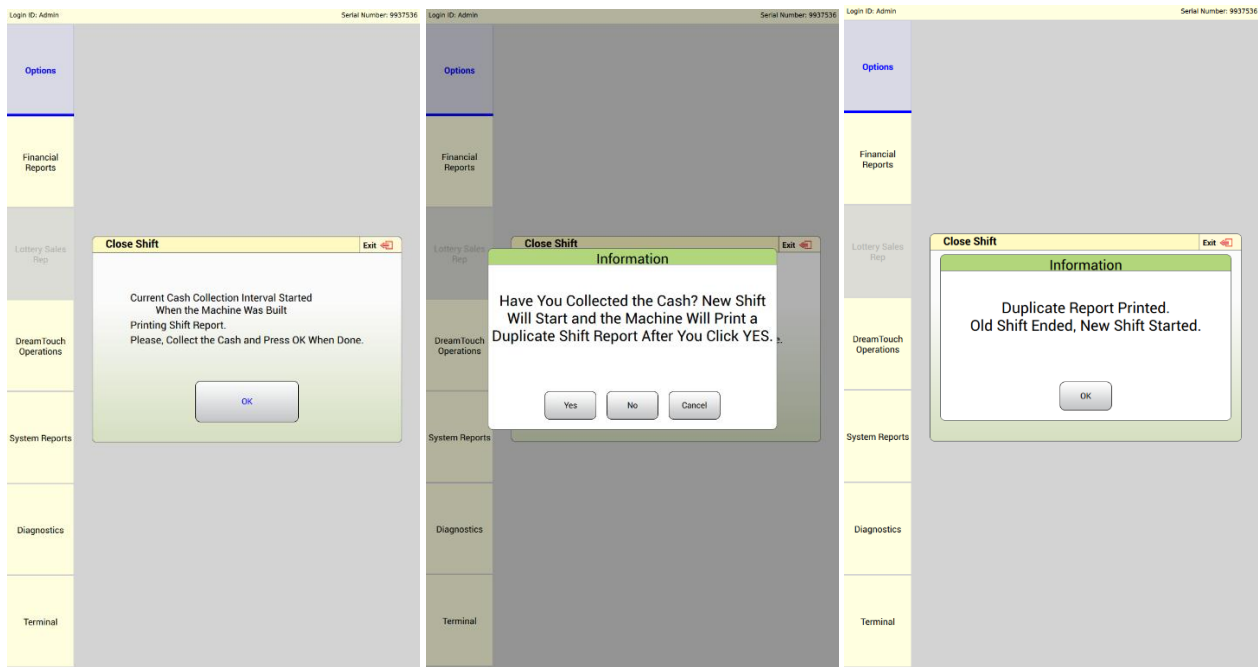 Login ID: Admin
Serial Number: 9937536
Options
Financial
Reports
Lottery Sales
Rep
DreamTouch
Operations
System Reports
Diagnostics
Terminal
Close Shift
Exit
Current Cash Collection Interval Started
When the Machine Was Built
Printing Shift Report.
Please, Collect the Cash and Press OK When Done.
OK
Login ID: Admin
Serial Number: 9937536
Options
Financial
Reports
Lottery Sales
Rep
DreamTouch
Operations
System Reports
Diagnostics
Terminal
Close Shift
Exit
Information
Have You Collected the Cash? New Shift
Will Start and the Machine Will Print a
Duplicate Shift Report After You Click YES.
Yes
No
Cancel
Login ID: Admin
Serial Number: 9937536
Options
Financial
Reports
Lottery Sales
Rep
DreamTouch
Operations
System Reports
Diagnostics
Terminal
Close Shift
Exit
Information
Duplicate Report Printed.
Old Shift Ended, New Shift Started.
OK